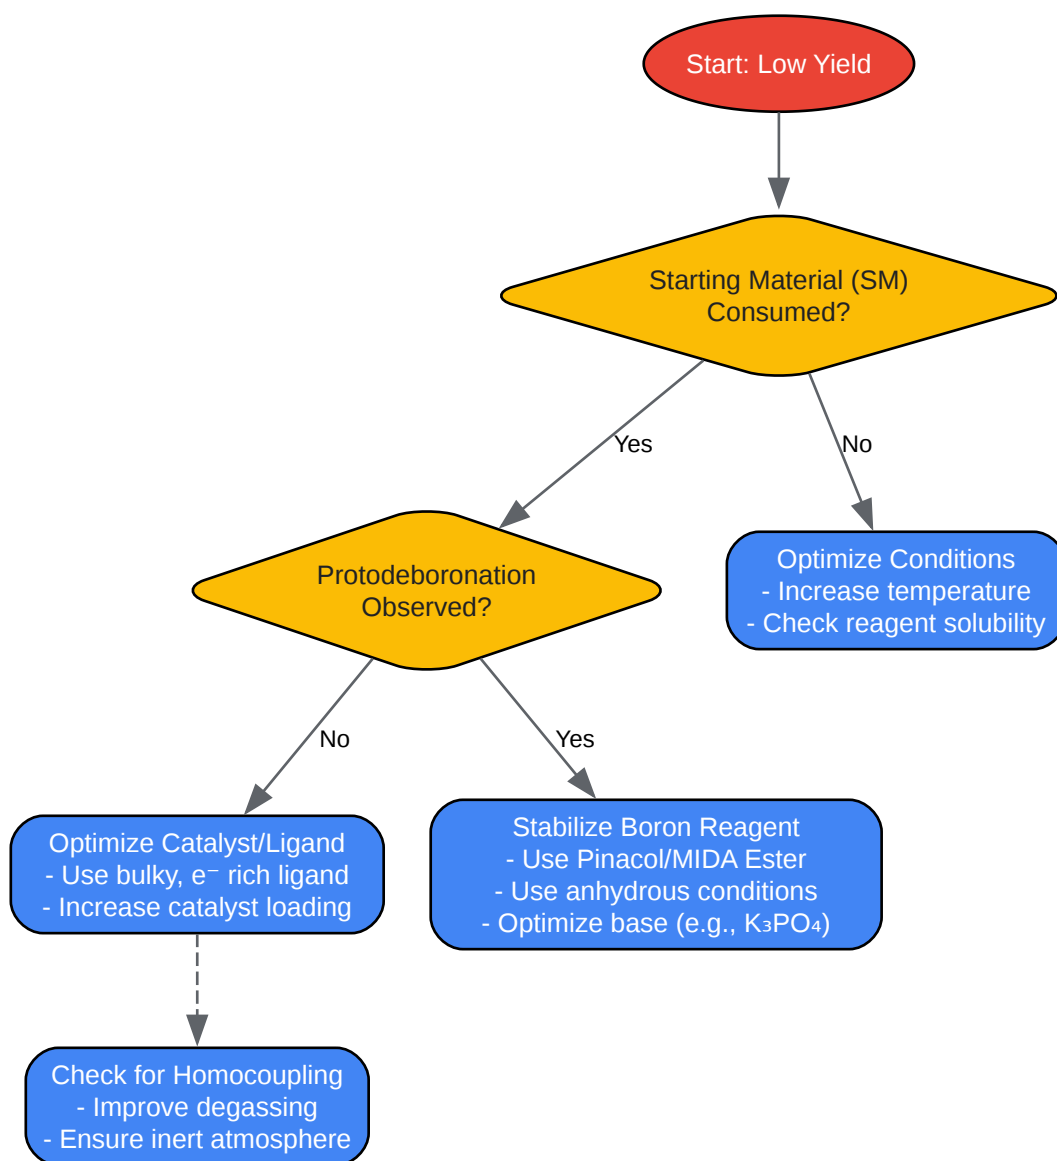 Start: Low Yield
Starting Material (SM)
Consumed?
Yes
No
Protodeboronation
Observed?
Optimize Conditions
- Increase temperature
- Check reagent solubility
No
Yes
Optimize Catalyst/Ligand
- Use bulky, e⁻ rich ligand
- Increase catalyst loading
Stabilize Boron Reagent
- Use Pinacol/MIDA Ester
- Use anhydrous conditions
- Optimize base (e.g., K₃PO₄)
Check for Homocoupling
- Improve degassing
- Ensure inert atmosphere